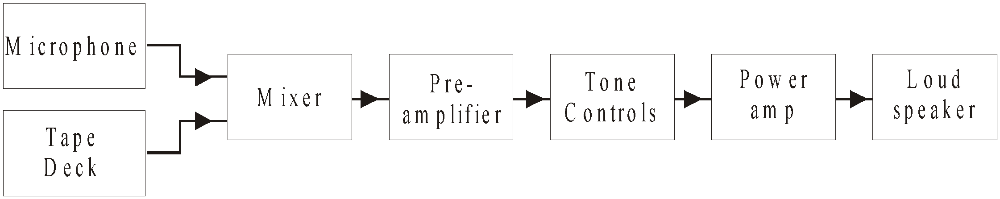 Microphone
Tape
Deck
Mixer
Pre-
amplifier
Tone
Controls
Power
amp
Loud
speaker